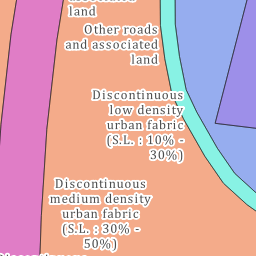 land
Other roads
and associated
land
Discontinuous
low density
urban fabric
(S.L. : 10% -
30%)
Discontinuous
medium density
urban fabric
(S.L. : 30% -
50%)